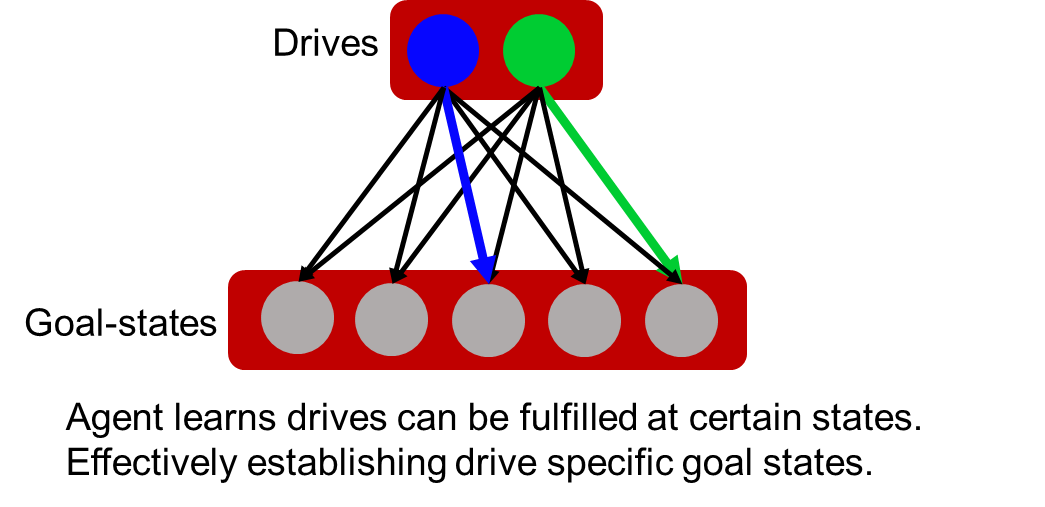 Drives
Goal-states
Agent learns drives can be fulfilled at certain states.
Effectively establishing drive specific goal states.